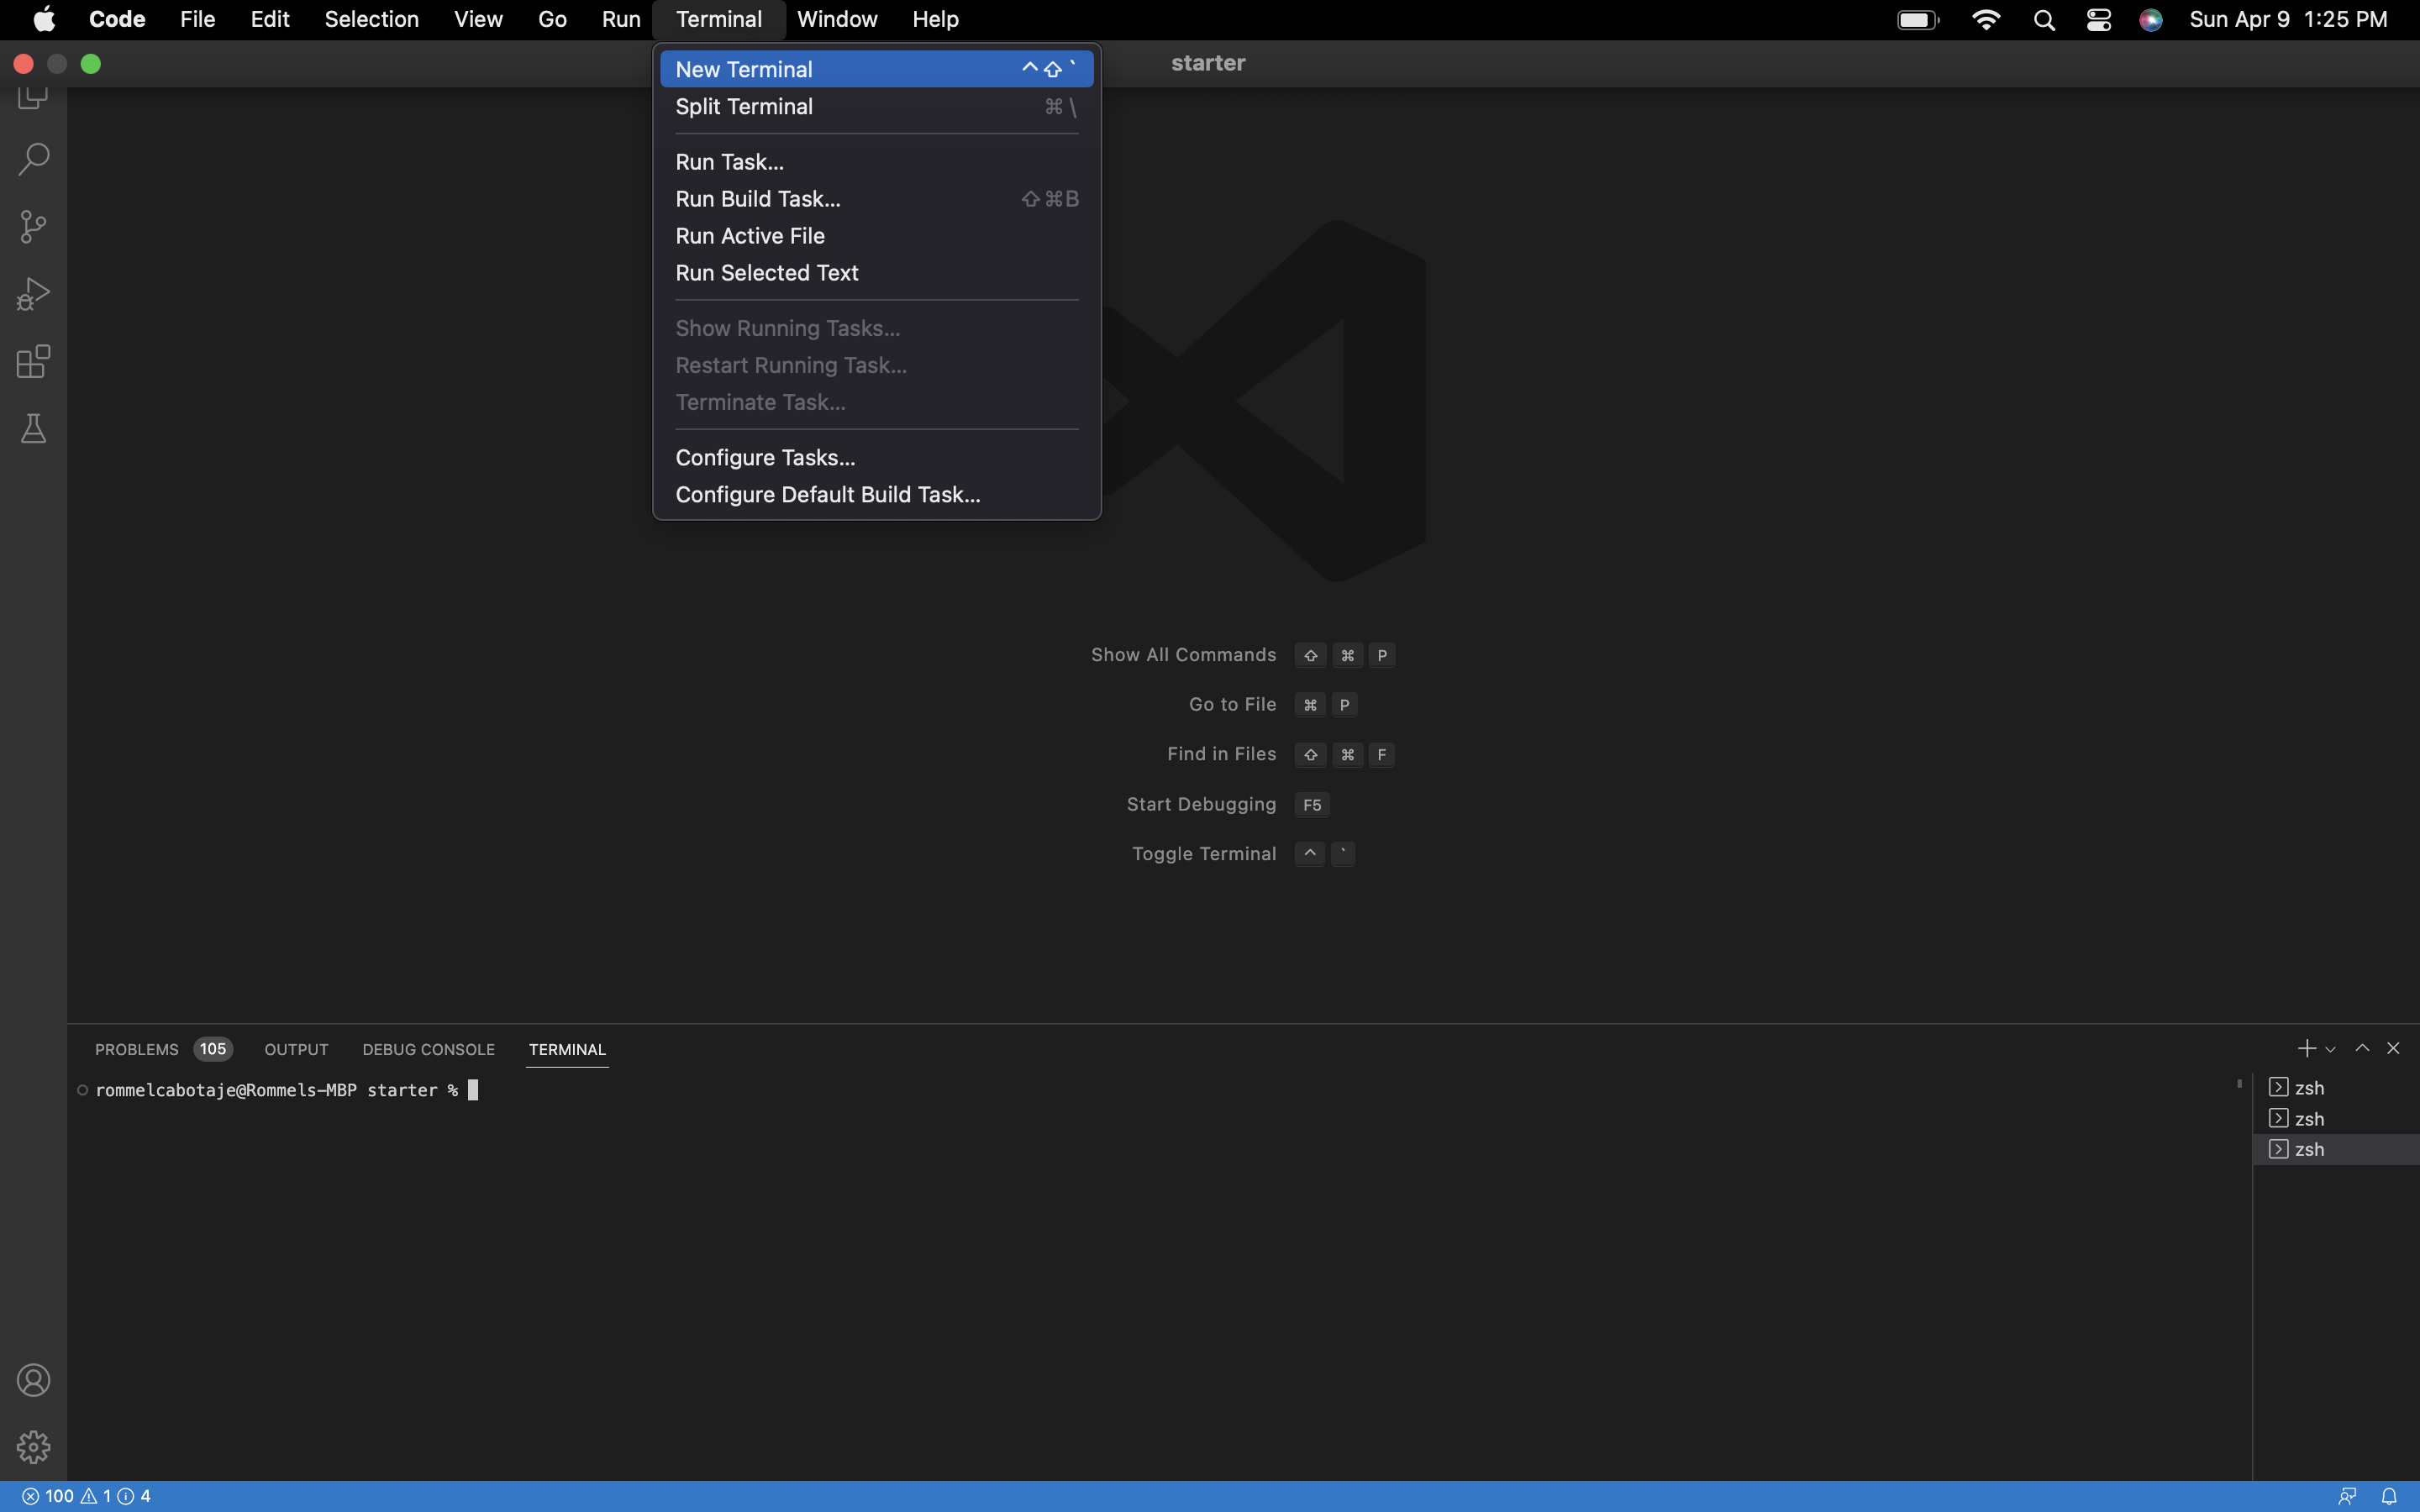 Code File Edit Selection View Go Run Terminal Window Help Sun Apr 9 1:25 PM
starter
New Terminal ^⇧`
Split Terminal ⌘\
Run Task...
Run Build Task... ⇧⌘B
Run Active File
Run Selected Text
Show Running Tasks...
Restart Running Task...
Terminate Task...
Configure Tasks...
Configure Default Build Task...
Show All Commands ⇧ ⌘ P
Go to File ⌘ P
Find in Files ⇧ ⌘ F
Start Debugging F5
Toggle Terminal ^ `
PROBLEMS 105 OUTPUT DEBUG CONSOLE TERMINAL
rommelcabotaje@Rommels-MBP starter %
zsh
zsh
zsh
100 1 4